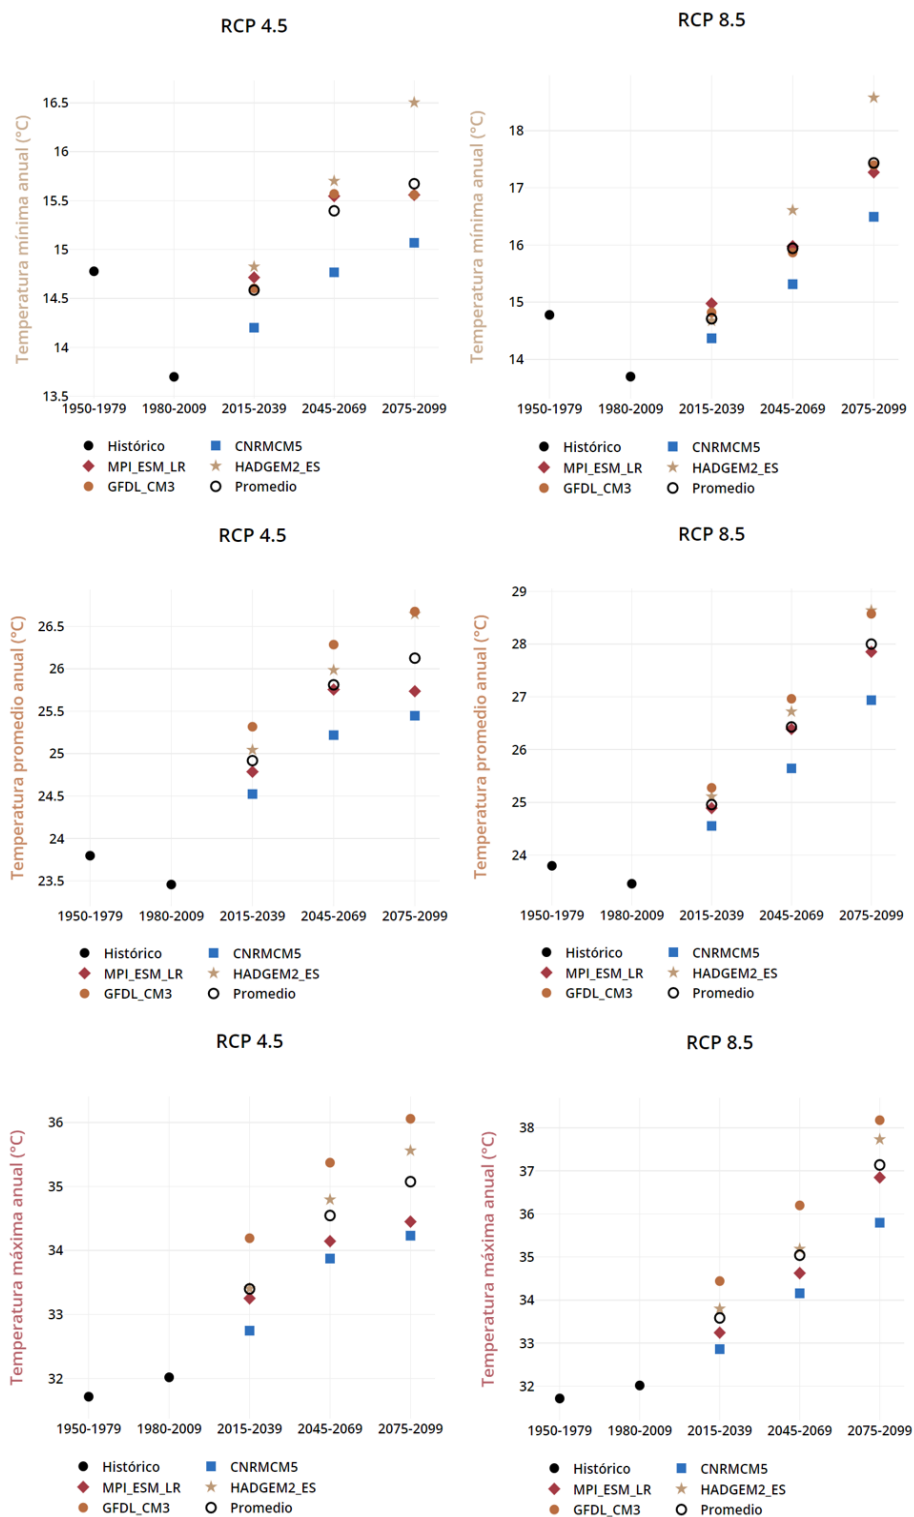 RCP 4.5
Temperatura mínima anual (°C)
16.5
16
15.5
15
14.5
14
13.5
1950-1979 1980-2009 2015-2039 2045-2069 2075-2099
Histórico CNRMCM5
MPI_ESM_LR HADGEM2_ES
GFDL_CM3 Promedio
RCP 8.5
Temperatura mínima anual (°C)
18
17
16
15
14
1950-1979 1980-2009 2015-2039 2045-2069 2075-2099
Histórico CNRMCM5
MPI_ESM_LR HADGEM2_ES
GFDL_CM3 Promedio
RCP 4.5
Temperatura promedio anual (°C)
26.5
26
25.5
25
24.5
24
23.5
1950-1979 1980-2009 2015-2039 2045-2069 2075-2099
Histórico CNRMCM5
MPI_ESM_LR HADGEM2_ES
GFDL_CM3 Promedio
RCP 8.5
Temperatura promedio anual (°C)
29
28
27
26
25
24
1950-1979 1980-2009 2015-2039 2045-2069 2075-2099
Histórico CNRMCM5
MPI_ESM_LR HADGEM2_ES
GFDL_CM3 Promedio
RCP 4.5
Temperatura máxima anual (°C)
36
35
34
33
32
1950-1979 1980-2009 2015-2039 2045-2069 2075-2099
Histórico CNRMCM5
MPI_ESM_LR HADGEM2_ES
GFDL_CM3 Promedio
RCP 8.5
Temperatura máxima anual (°C)
38
37
36
35
34
33
32
1950-1979 1980-2009 2015-2039 2045-2069 2075-2099
Histórico CNRMCM5
MPI_ESM_LR HADGEM2_ES
GFDL_CM3 Promedio